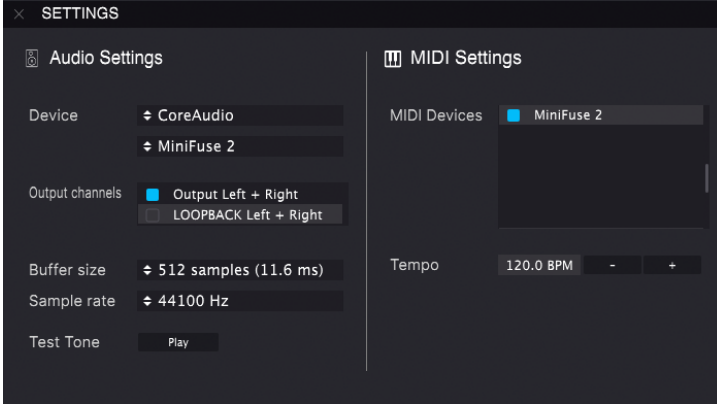 × SETTINGS
Audio Settings
Device
CoreAudio
MiniFuse 2
Output channels
Output Left + Right
LOOPBACK Left + Right
Buffer size
512 samples (11.6 ms)
Sample rate
44100 Hz
Test Tone
Play
MIDI Settings
MIDI Devices
MiniFuse 2
Tempo
120.0 BPM - +